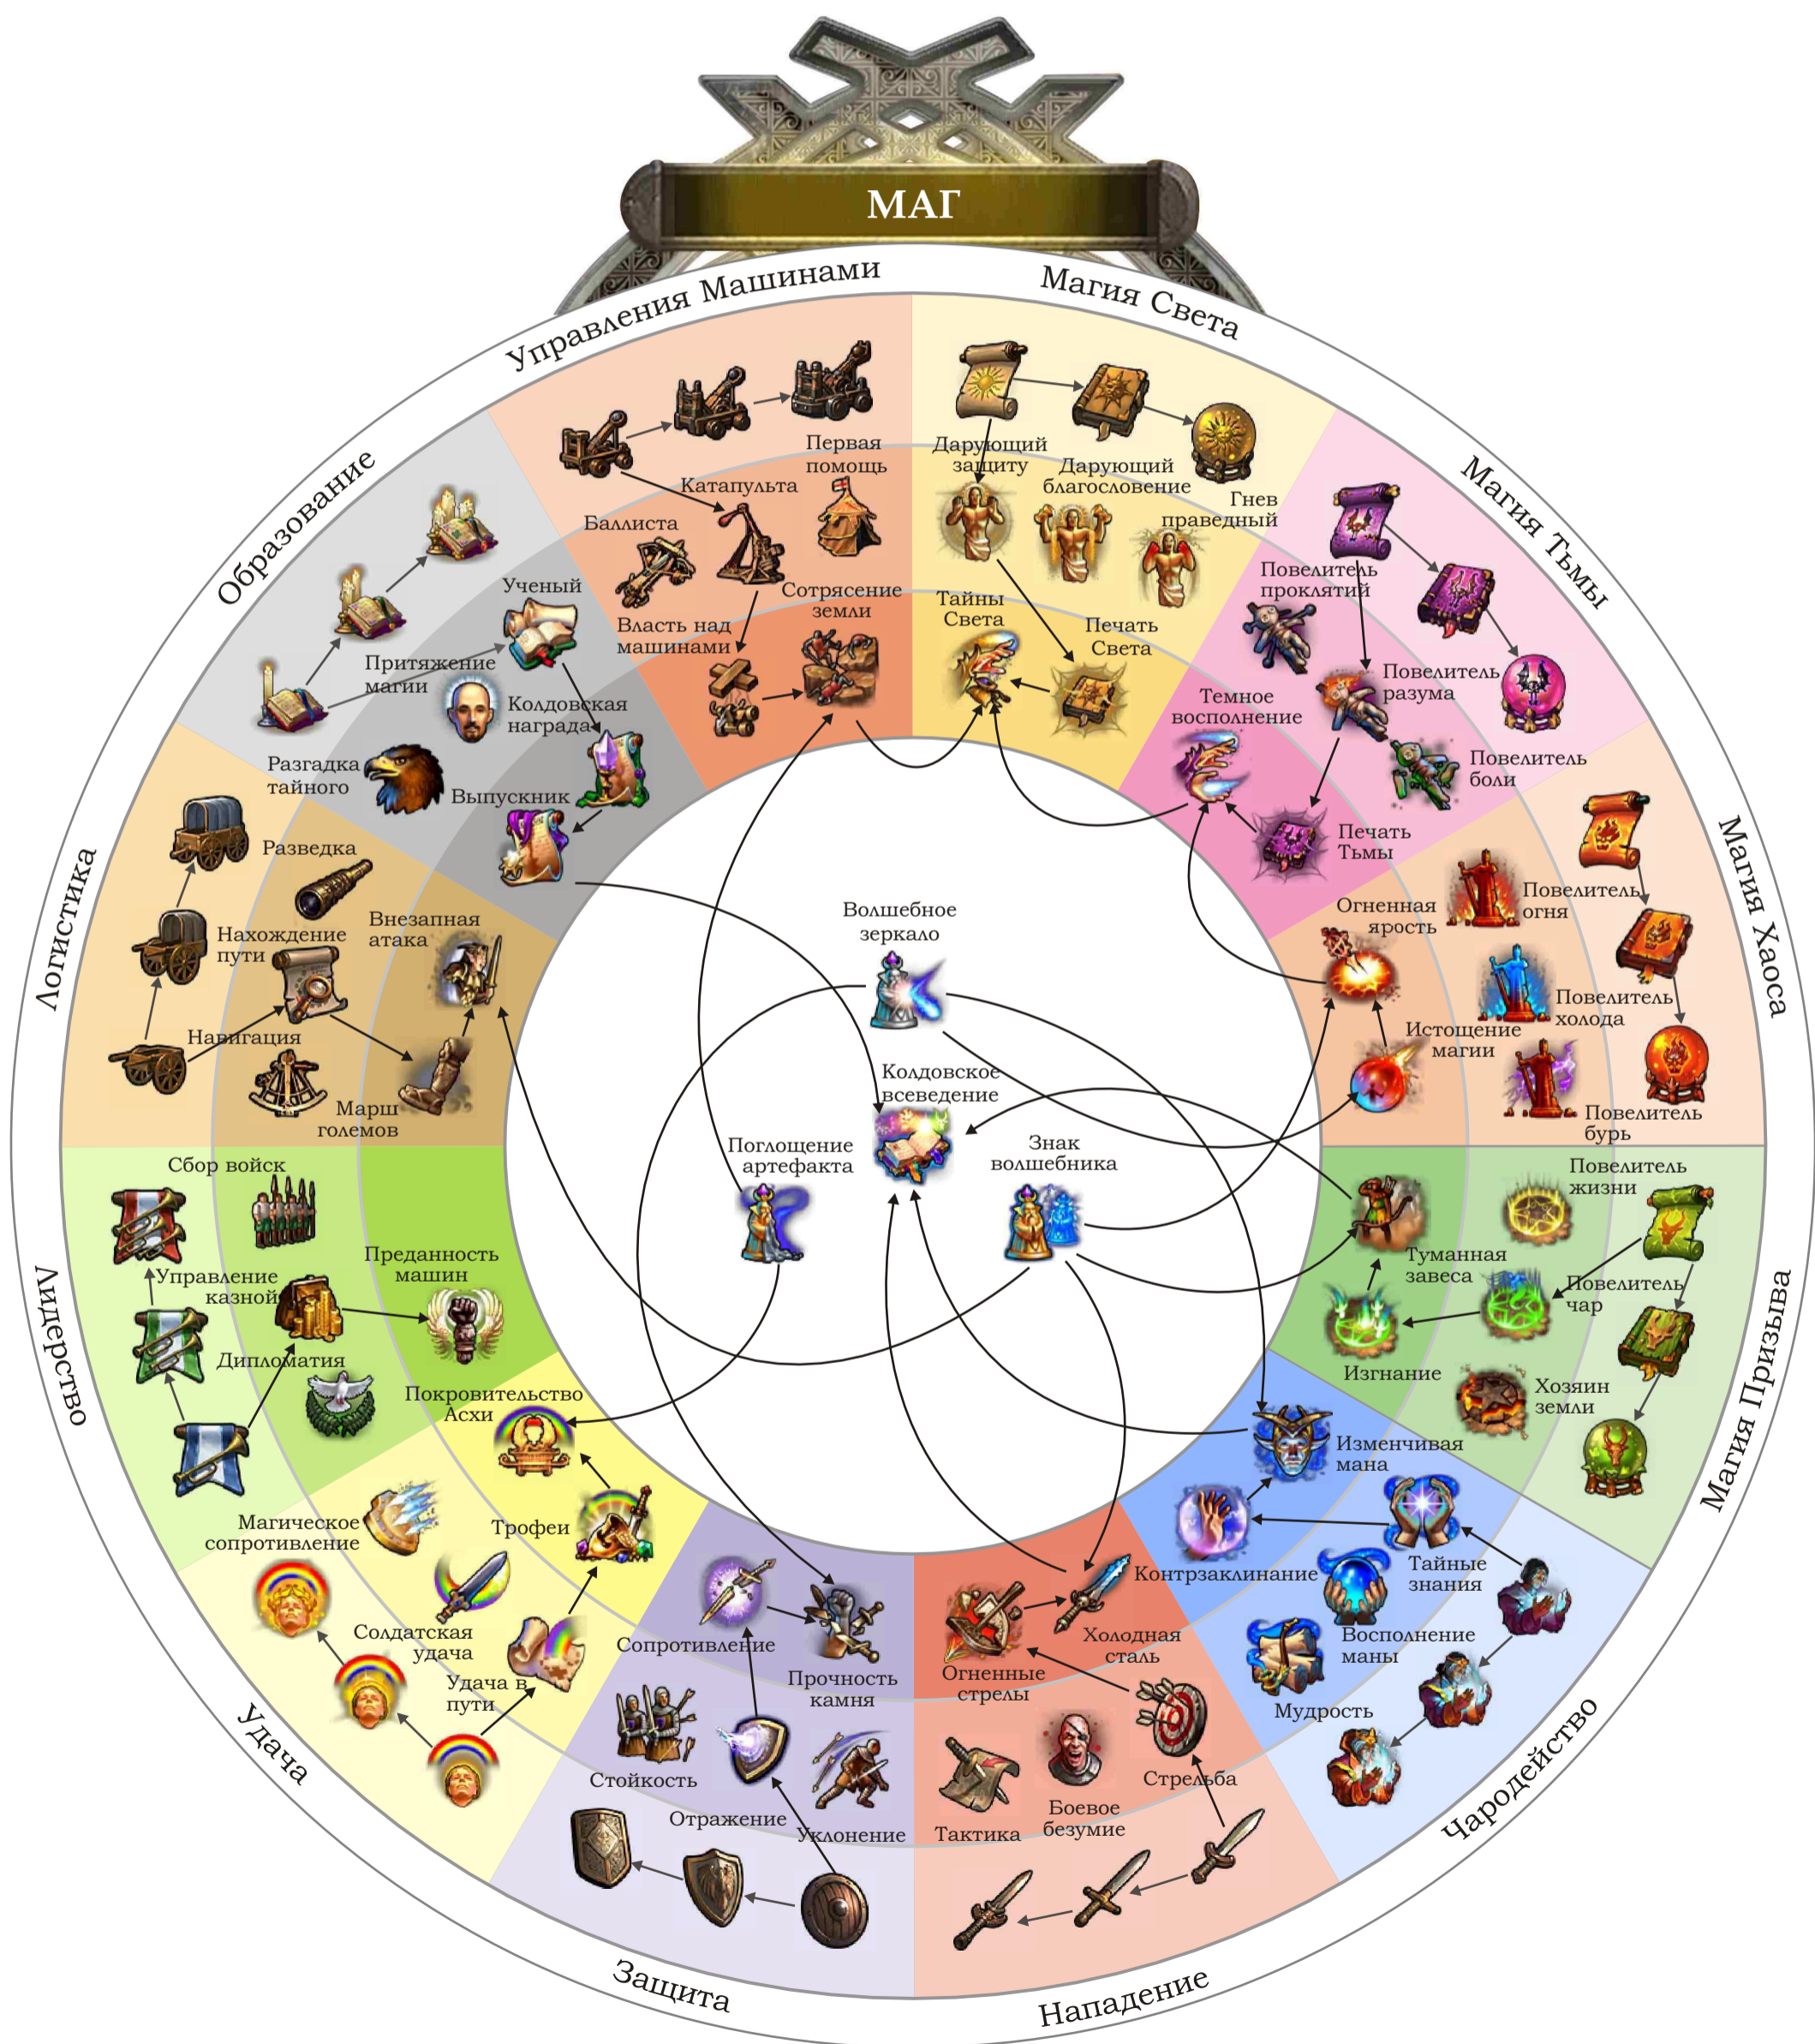 МАГ
Управления Машинами
Магия Света
Магия Тьмы
Магия Хаоса
Магия Призыва
Чародейство
Нападение
Защита
Удача
Лидерство
Логистика
Образование
Первая
помощь
Катапульта
Баллиста
Сотрясение
земли
Власть над
машинами
Дарующий
защиту
Дарующий
благословение
Гнев
праведный
Тайны
Света
Печать
Света
Повелитель
проклятий
Повелитель
разума
Повелитель
боли
Темное
восполнение
Печать
Тьмы
Повелитель
огня
Повелитель
холода
Повелитель
бурь
Огненная
ярость
Истощение
магии
Повелитель
жизни
Повелитель
чар
Хозяин
земли
Туманная
завеса
Изгнание
Изменчивая
мана
Контрзаклинание
Тайные
знания
Восполнение
маны
Мудрость
Холодная
сталь
Огненные
стрелы
Стрельба
Боевое
безумие
Тактика
Сопротивление
Прочность
камня
Стойкость
Отражение
Уклонение
Покровительство
Асхи
Трофеи
Магическое
сопротивление
Солдатская
удача
Удача в
пути
Сбор войск
Управление
казной
Дипломатия
Преданность
машин
Разведка
Нахождение
пути
Навигация
Внезапная
атака
Марш
големов
Ученый
Притяжение
магии
Разгадка
тайного
Колдовская
награда
Выпускник
Волшебное
зеркало
Колдовское
всеведение
Поглощение
артефакта
Знак
волшебника